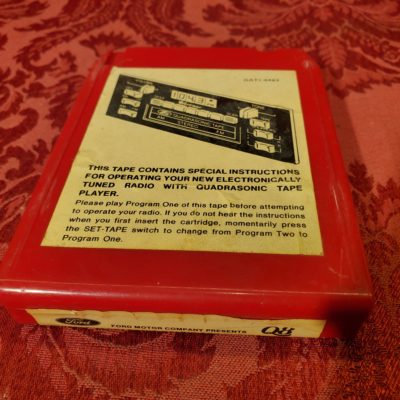 THIS TAPE CONTAINS SPECIAL INSTRUCTIONS
FOR OPERATING YOUR NEW ELECTRONICALLY
TUNED RADIO WITH QUADRASONIC TAPE
PLAYER.
Please play Program One of this tape before attempting
to operate your radio. If you do not hear the instructions
when you first insert the cartridge, momentarily press
the SET-TAPE switch to change from Program Two to
Program One.
Ford
FORD MOTOR COMPANY PRESENTS
Q8